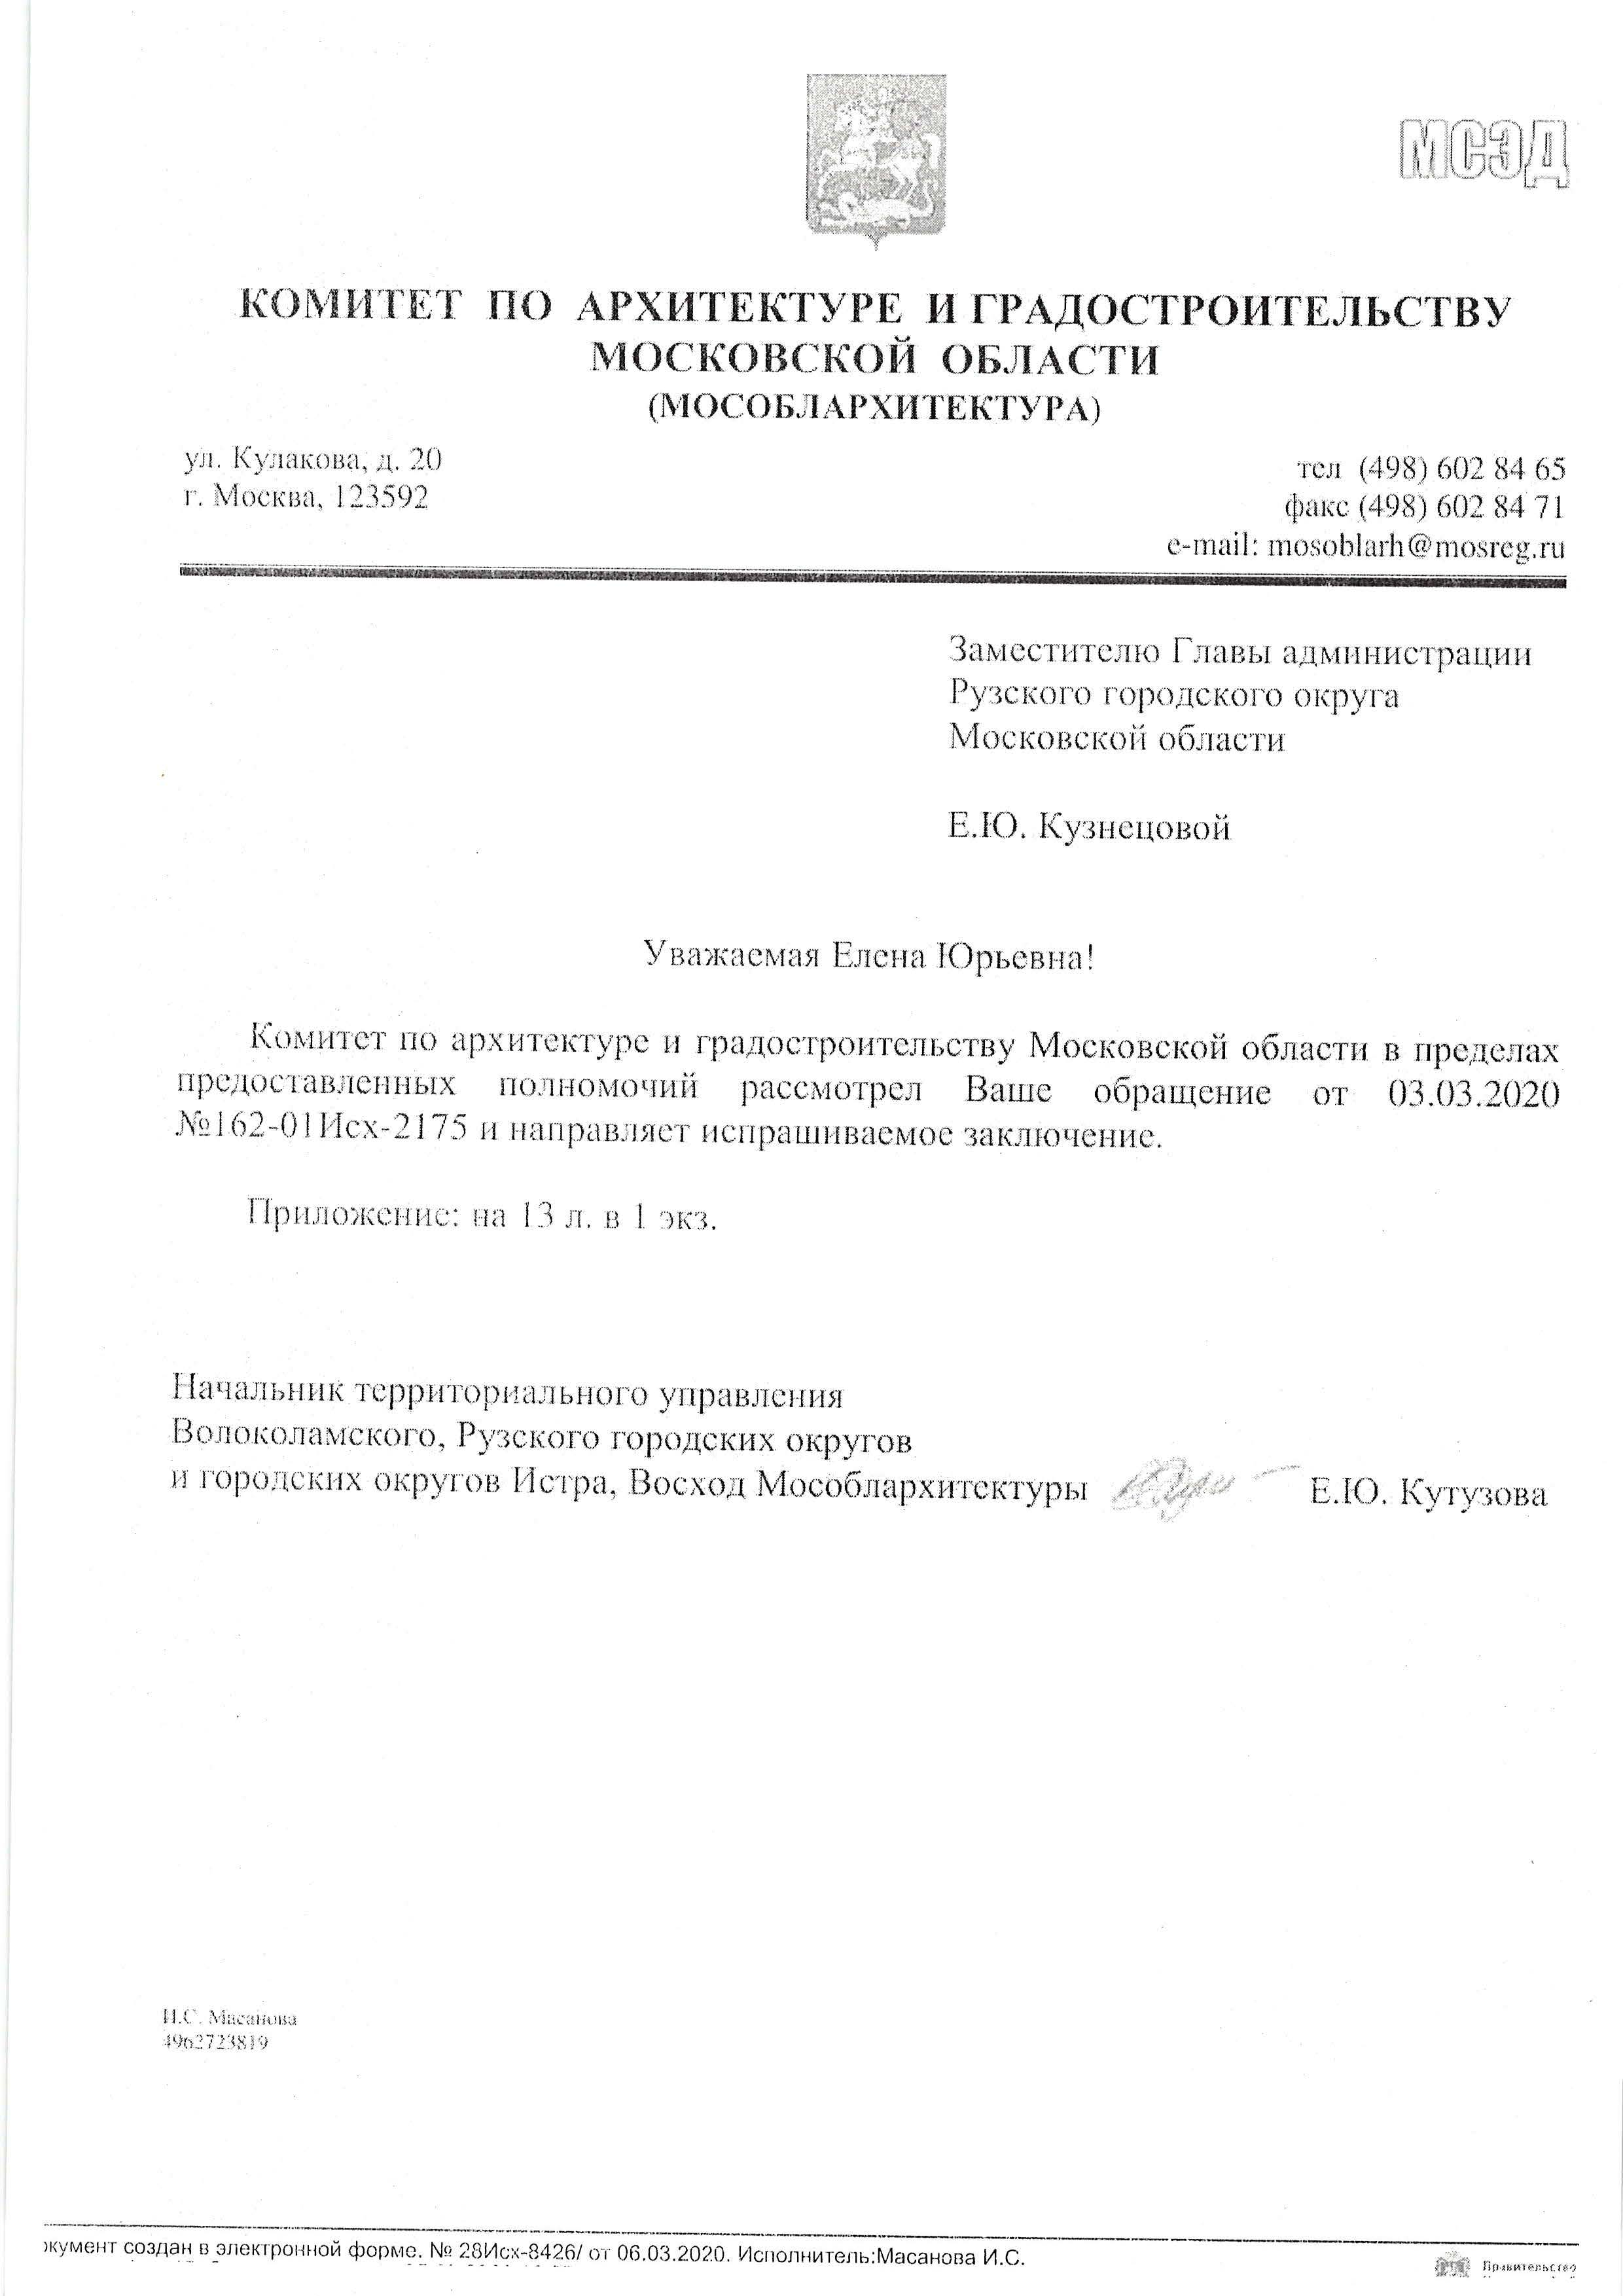 МСЭД
КОМИТЕТ ПО АРХИТЕКТУРЕ И ГРАДОСТРОИТЕЛЬСТВУ
МОСКОВСКОЙ ОБЛАСТИ
(МОСОБЛАРХИТЕКТУРА)
ул. Кулакова, д. 20
г. Москва, 123592
тел (498) 602 84 65
факс (498) 602 84 71
e-mail: mosoblarh@mosreg.ru
Заместителю Главы администрации
Рузского городского округа
Московской области
Е.Ю. Кузнецовой
Уважаемая Елена Юрьевна!
Комитет по архитектуре и градостроительству Московской области в пределах
предоставленных полномочий рассмотрел Ваше обращение от 03.03.2020
№162-01Исх-2175 и направляет испрашиваемое заключение.
Приложение: на 13 л. в 1 экз.
Начальник территориального управления
Волоколамского, Рузского городских округов
и городских округов Истра, Восход Мособлархитектуры Е.Ю. Кутузова
И.С. Масанова
4962723819
окумент создан в электронной форме. № 28Исх-8426/ от 06.03.2020. Исполнитель:Масанова И.С.
Правительство